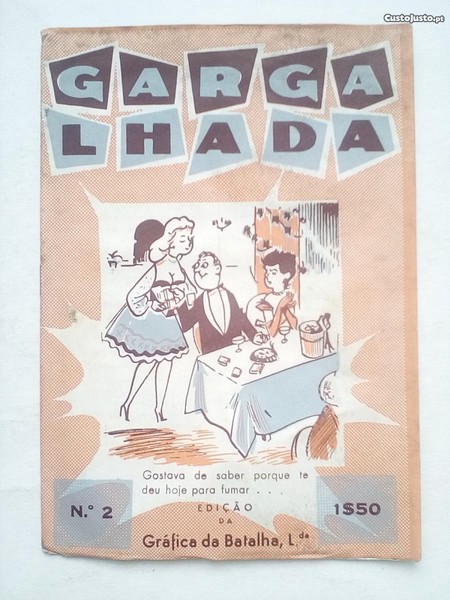 CustoJusto.pt
GARGA
LHADA
Gostava de saber porque te
deu hoje para fumar . . .
N.º 2
EDIÇÃO
DA
1$50
Gráfica da Batalha, L.da